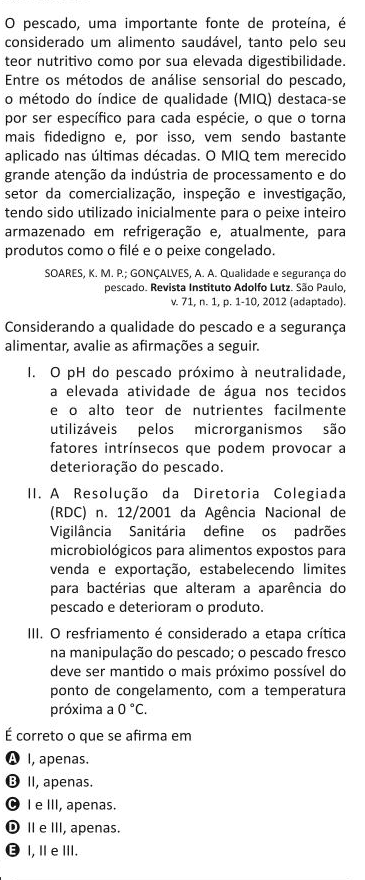 O pescado, uma importante fonte de proteína, é
considerado um alimento saudável, tanto pelo seu
teor nutritivo como por sua elevada digestibilidade.
Entre os métodos de análise sensorial do pescado,
o método do índice de qualidade (MIQ) destaca-se
por ser específico para cada espécie, o que o torna
mais fidedigno e, por isso, vem sendo bastante
aplicado nas últimas décadas. O MIQ tem merecido
grande atenção da indústria de processamento e do
setor da comercialização, inspeção e investigação,
tendo sido utilizado inicialmente para o peixe inteiro
armazenado em refrigeração e, atualmente, para
produtos como o filé e o peixe congelado.
SOARES, K. M. P.; GONÇALVES, A. A. Qualidade e segurança do
pescado. Revista Instituto Adolfo Lutz. São Paulo,
v. 71, n. 1, p. 1-10, 2012 (adaptado).
Considerando a qualidade do pescado e a segurança
alimentar, avalie as afirmações a seguir.
I. O pH do pescado próximo à neutralidade,
a elevada atividade de água nos tecidos
e o alto teor de nutrientes facilmente
utilizáveis pelos microrganismos são
fatores intrínsecos que podem provocar a
deterioração do pescado.
II. A Resolução da Diretoria Colegiada
(RDC) n. 12/2001 da Agência Nacional de
Vigilância Sanitária define os padrões
microbiológicos para alimentos expostos para
venda e exportação, estabelecendo limites
para bactérias que alteram a aparência do
pescado e deterioram o produto.
III. O resfriamento é considerado a etapa crítica
na manipulação do pescado; o pescado fresco
deve ser mantido o mais próximo possível do
ponto de congelamento, com a temperatura
próxima a 0 °C.
É correto o que se afirma em
A I, apenas.
B II, apenas.
C I e III, apenas.
D II e III, apenas.
E I, II e III.